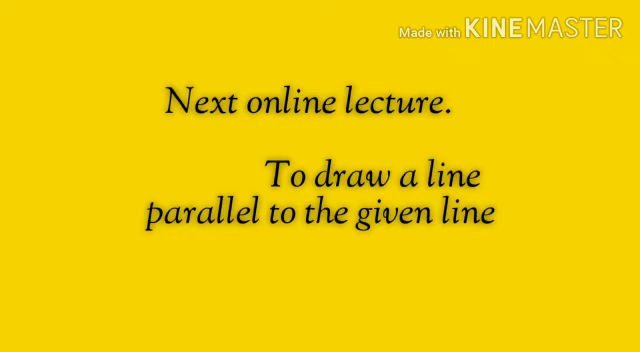 Made with KINEMASTER
Next online lecture.
To draw a line
parallel to the given line